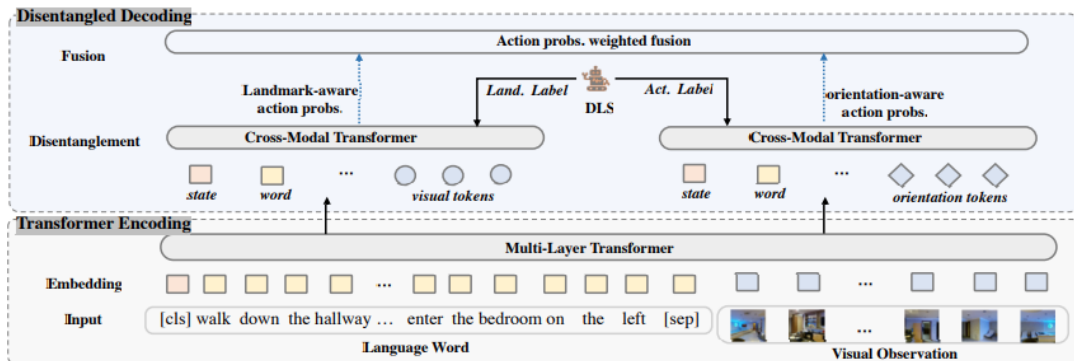 Disentangled Decoding
Fusion
Action probs. weighted fusion
Landmark-aware
action probs.
Land. Label
DLS
Act. Label
orientation-aware
action probs.
Disentanglement
Cross-Modal Transformer
Cross-Modal Transformer
...
...
state
word
visual tokens
state
word
orientation tokens
Transformer Encoding
Multi-Layer Transformer
Embedding
...
...
Input
[cls] walk down the hallway ... enter the bedroom on the left [sep]
...
Language Word
Visual Observation